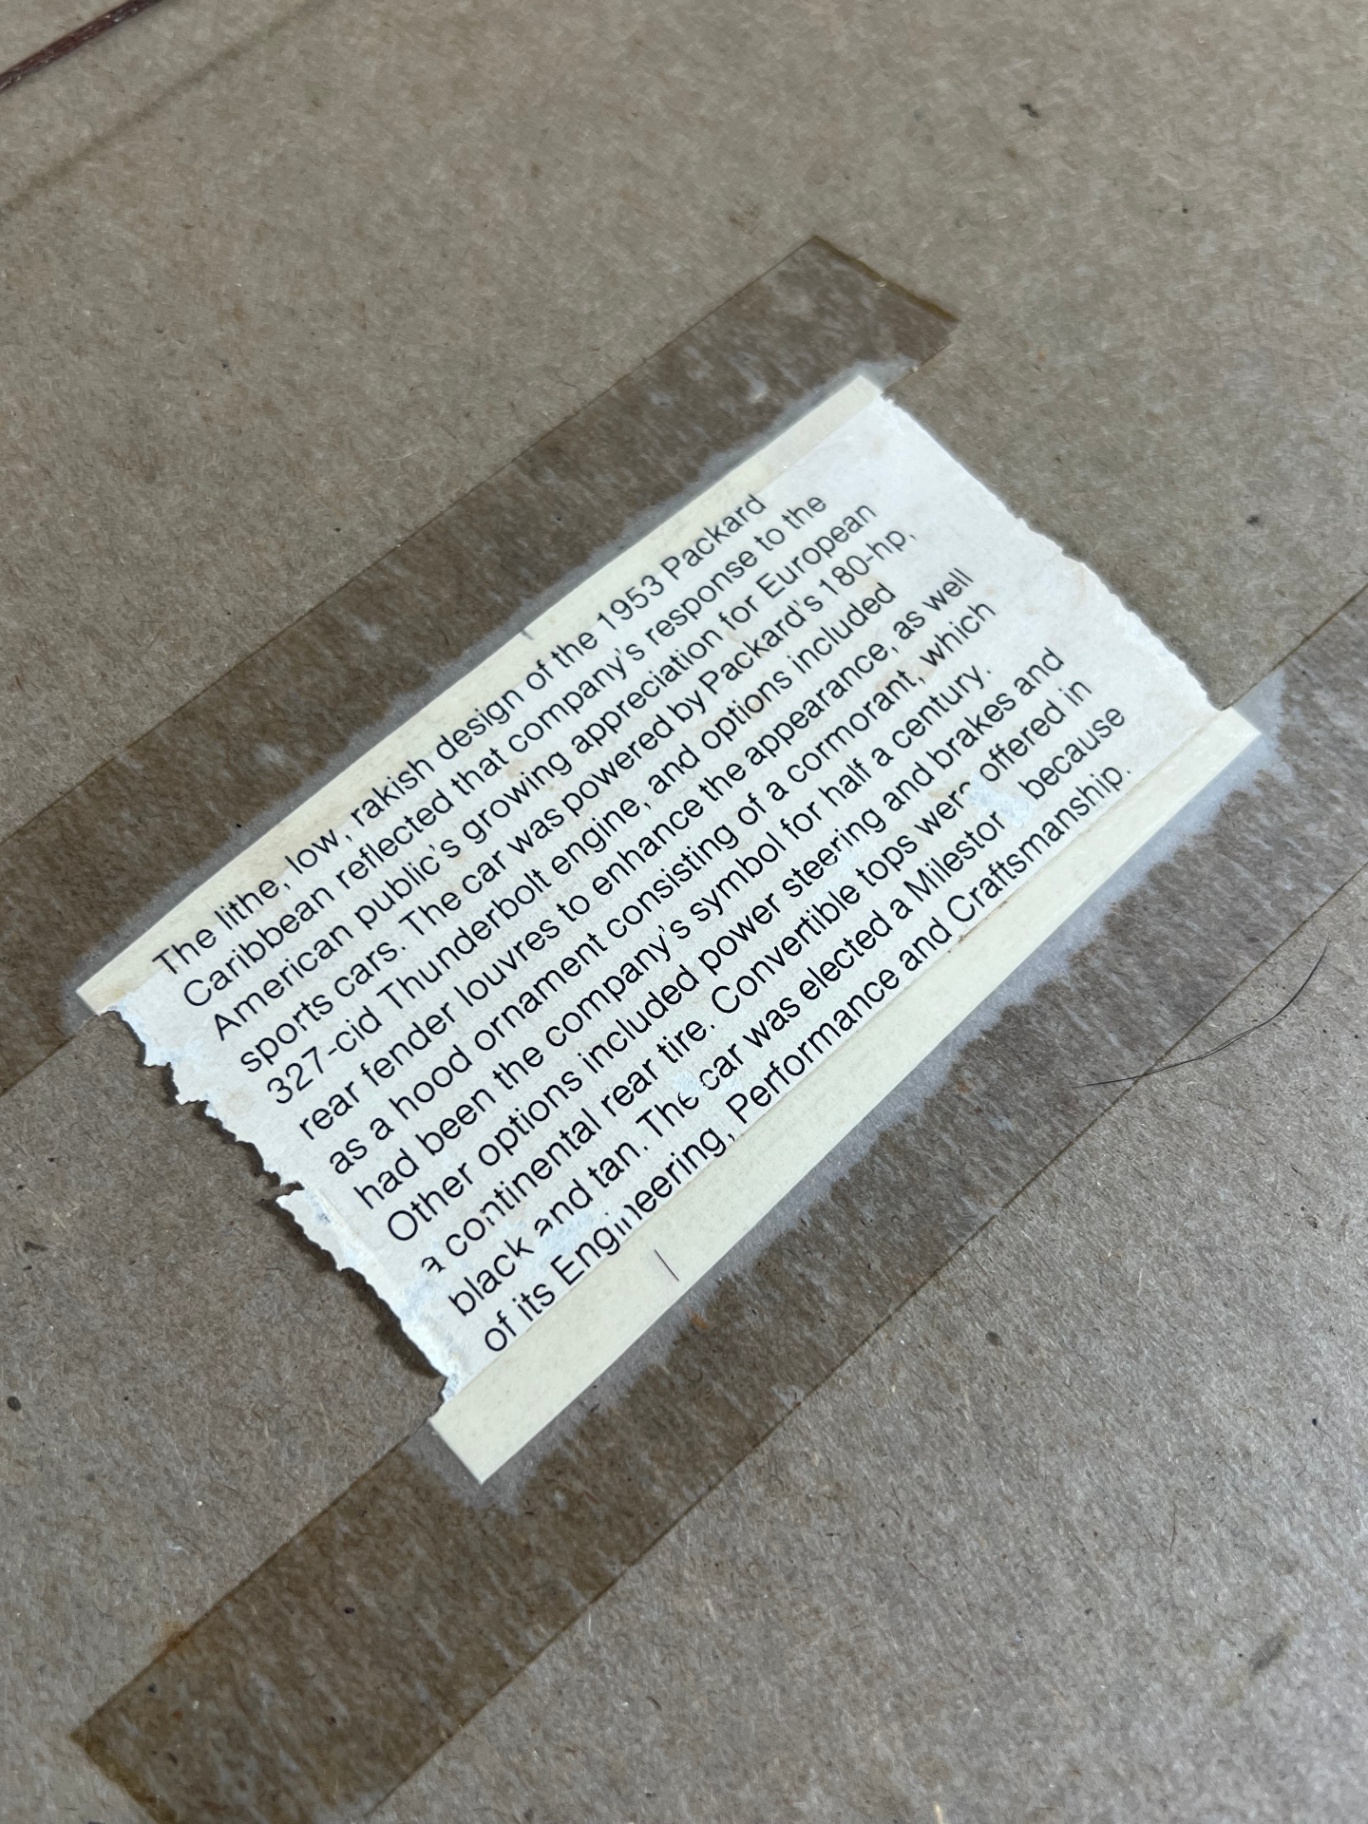 The lithe, low, rakish design of the 1953 Packard
Caribbean reflected that company's response to the
American public's growing appreciation for European
sports cars. The car was powered by Packard's 180-hp,
327-cid Thunderbolt engine, and options included
rear fender louvres to enhance the appearance, as well
as a hood ornament consisting of a cormorant, which
had been the company's symbol for half a century.
Other options included power steering and brakes and
a continental rear tire. Convertible tops were offered in
black and tan. The car was elected a Milestor because
of its Engineering, Performance and Craftsmanship.